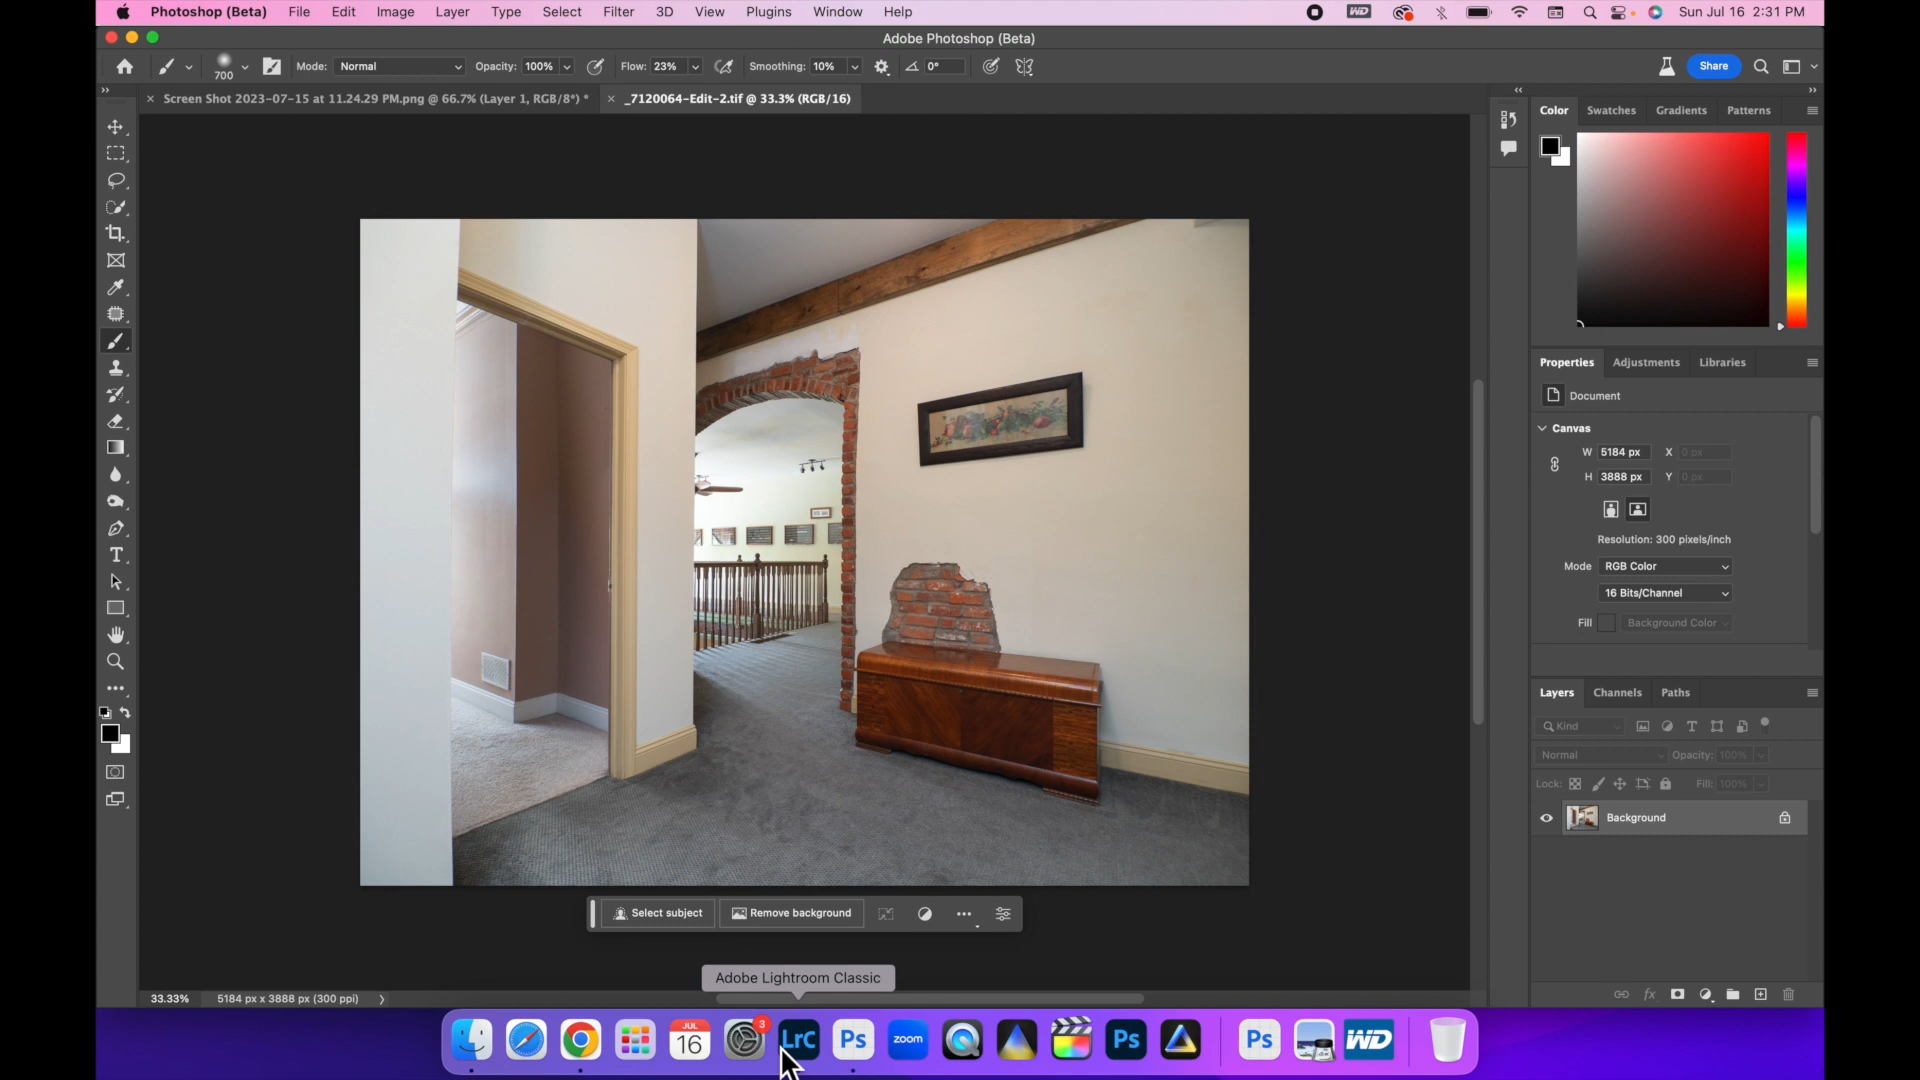 Photoshop (Beta) File Edit Image Layer Type Select Filter 3D View Plugins Window Help WD Sun Jul 16 2:31 PM
Adobe Photoshop (Beta)
700 Mode: Normal Opacity: 100% Flow: 23% Smoothing: 10% 0° Share
Screen Shot 2023-07-15 at 11.24.29 PM.png @ 66.7% (Layer 1, RGB/8*) * _7120064-Edit-2.tif @ 33.3% (RGB/16)
Color Swatches Gradients Patterns
Properties Adjustments Libraries
Document
Canvas
W 5184 px X 0 px
H 3888 px Y 0 px
Resolution: 300 pixels/inch
Mode RGB Color
16 Bits/Channel
Fill Background Color
Layers Channels Paths
Kind
Normal Opacity: 100%
Lock: Fill: 100%
Background
Select subject Remove background
Adobe Lightroom Classic
33.33% 5184 px x 3888 px (300 ppi)
JUL 16 3 LrC Ps zoom Ps Ps WD